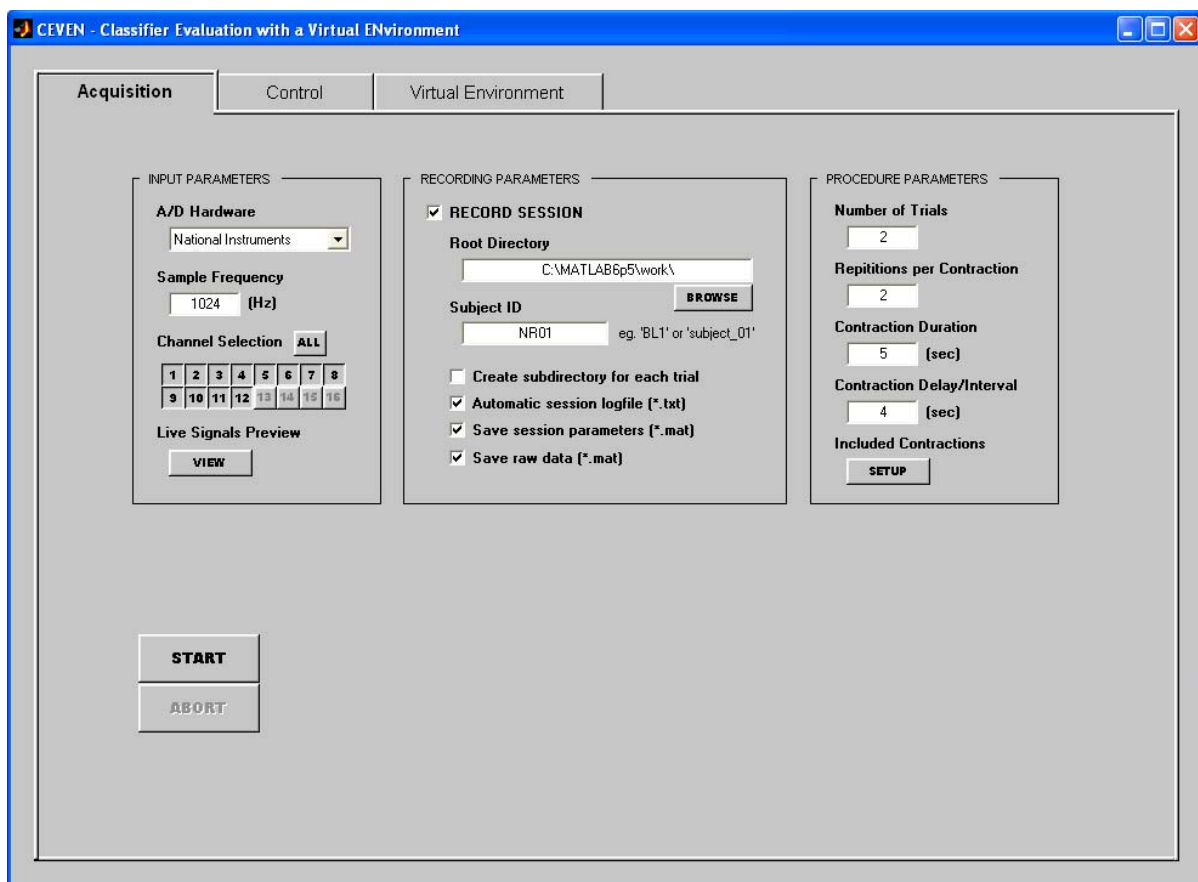 CEVEN - Classifier Evaluation with a Virtual ENvironment
Acquisition
Control
Virtual Environment
INPUT PARAMETERS
A/D Hardware
National Instruments
Sample Frequency
1024 (Hz)
Channel Selection ALL
1 2 3 4 5 6 7 8
9 10 11 12 13 14 15 16
Live Signals Preview
VIEW
RECORDING PARAMETERS
RECORD SESSION
Root Directory
C:\MATLAB6p5\work\
BROWSE
Subject ID
NR01 eg. 'BL1' or 'subject_01'
Create subdirectory for each trial
Automatic session logfile (*.txt)
Save session parameters (*.mat)
Save raw data (*.mat)
PROCEDURE PARAMETERS
Number of Trials
2
Repititions per Contraction
2
Contraction Duration
5 (sec)
Contraction Delay/Interval
4 (sec)
Included Contractions
SETUP
START
ABORT